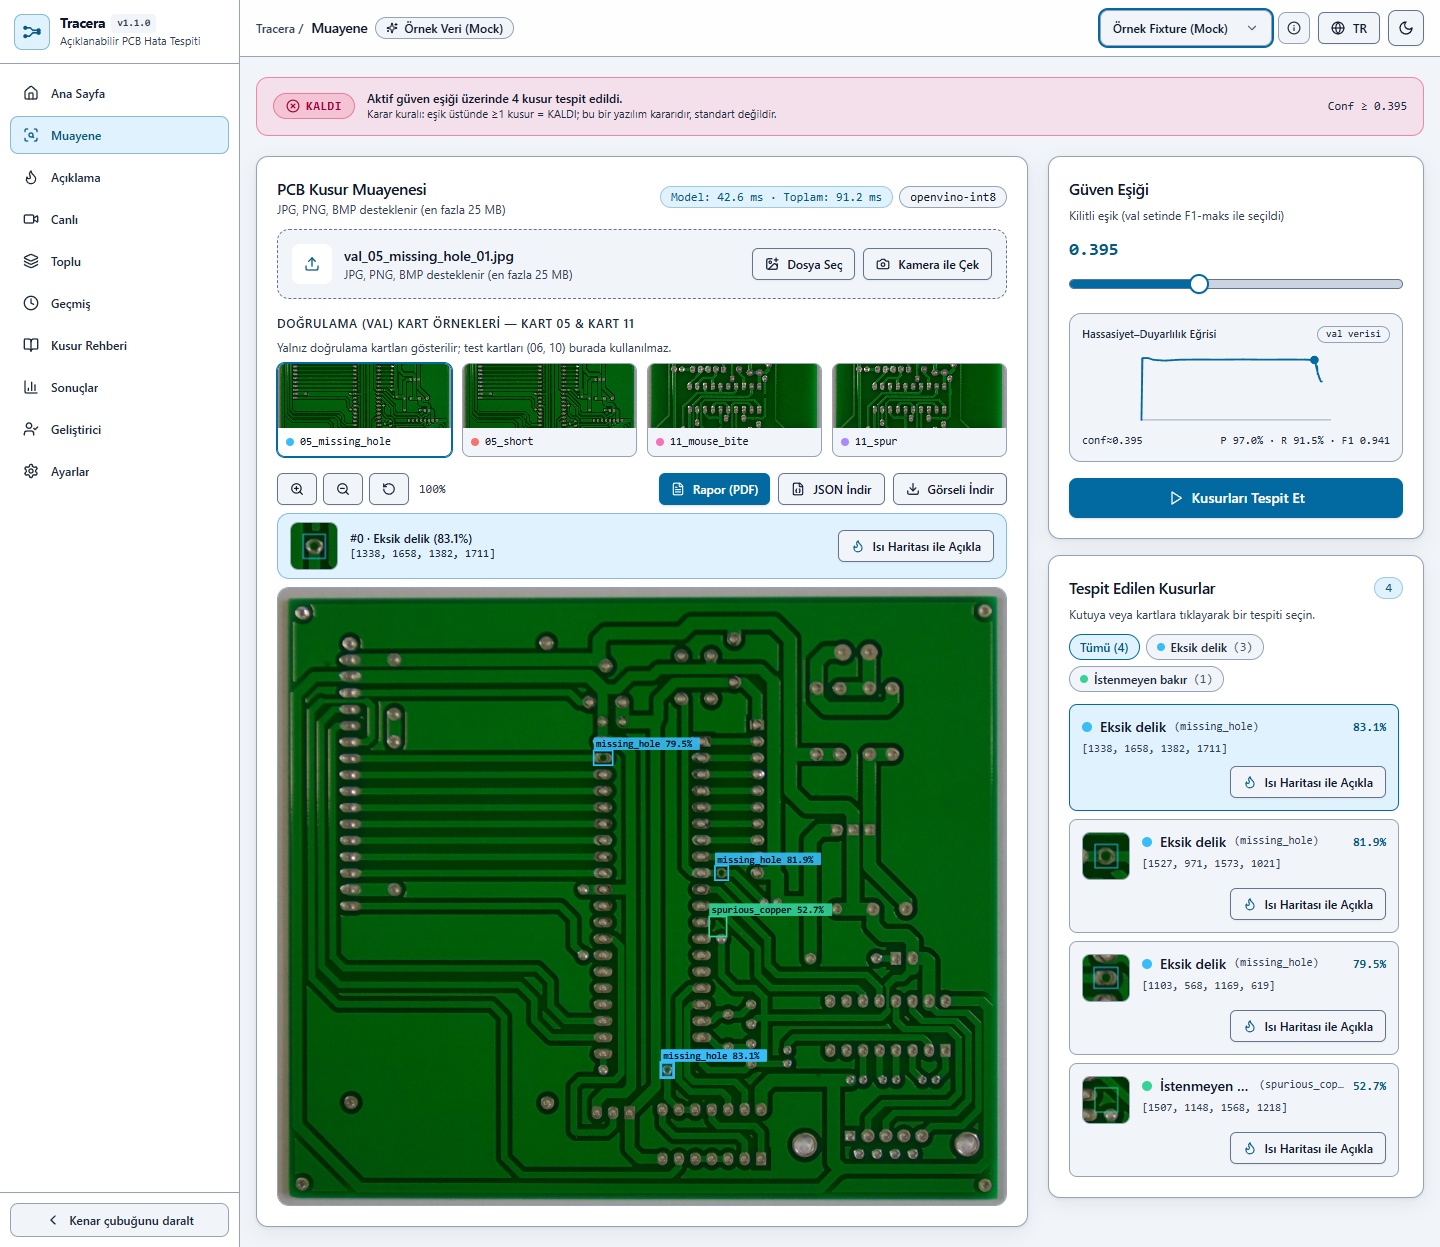 Tracera v1.1.0
Açıklanabilir PCB Hata Tespiti
Ana Sayfa
Muayene
Açıklama
Canlı
Toplu
Geçmiş
Kusur Rehberi
Sonuçlar
Geliştirici
Ayarlar
Kenar çubuğunu daralt
Tracera / Muayene Örnek Veri (Mock)
Örnek Fixture (Mock)
TR
KALDI
Aktif güven eşiği üzerinde 4 kusur tespit edildi.
Karar kuralı: eşik üstünde ≥1 kusur = KALDI; bu bir yazılım kararıdır, standart değildir.
Conf ≥ 0.395
PCB Kusur Muayenesi
JPG, PNG, BMP desteklenir (en fazla 25 MB)
Model: 42.6 ms · Toplam: 91.2 ms
openvino-int8
val_05_missing_hole_01.jpg
JPG, PNG, BMP desteklenir (en fazla 25 MB)
Dosya Seç
Kamera ile Çek
DOĞRULAMA (VAL) KART ÖRNEKLERİ — KART 05 & KART 11
Yalnız doğrulama kartları gösterilir; test kartları (06, 10) burada kullanılmaz.
05_missing_hole
05_short
11_mouse_bite
11_spur
100%
Rapor (PDF)
JSON İndir
Görseli İndir
#0 · Eksik delik (83.1%)
[1338, 1658, 1382, 1711]
Isı Haritası ile Açıkla
missing_hole 79.5%
missing_hole 81.9%
spurious_copper 52.7%
missing_hole 83.1%
Güven Eşiği
Kilitli eşik (val setinde F1-maks ile seçildi)
0.395
Hassasiyet–Duyarlılık Eğrisi
val verisi
conf≈0.395
P 97.0% · R 91.5% · F1 0.941
Kusurları Tespit Et
Tespit Edilen Kusurlar
4
Kutuya veya kartlara tıklayarak bir tespiti seçin.
Tümü (4)
Eksik delik (3)
İstenmeyen bakır (1)
Eksik delik (missing_hole) 83.1%
[1338, 1658, 1382, 1711]
Isı Haritası ile Açıkla
Eksik delik (missing_hole) 81.9%
[1527, 971, 1573, 1021]
Isı Haritası ile Açıkla
Eksik delik (missing_hole) 79.5%
[1103, 568, 1169, 619]
Isı Haritası ile Açıkla
İstenmeyen ... (spurious_cop… 52.7%
[1507, 1148, 1568, 1218]
Isı Haritası ile Açıkla